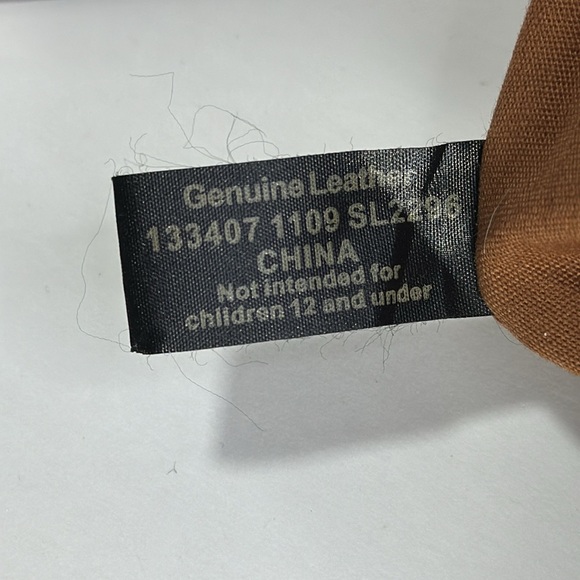 Genuine Leather
133407 1109 SL2296
CHINA
Not intended for
children 12 and under